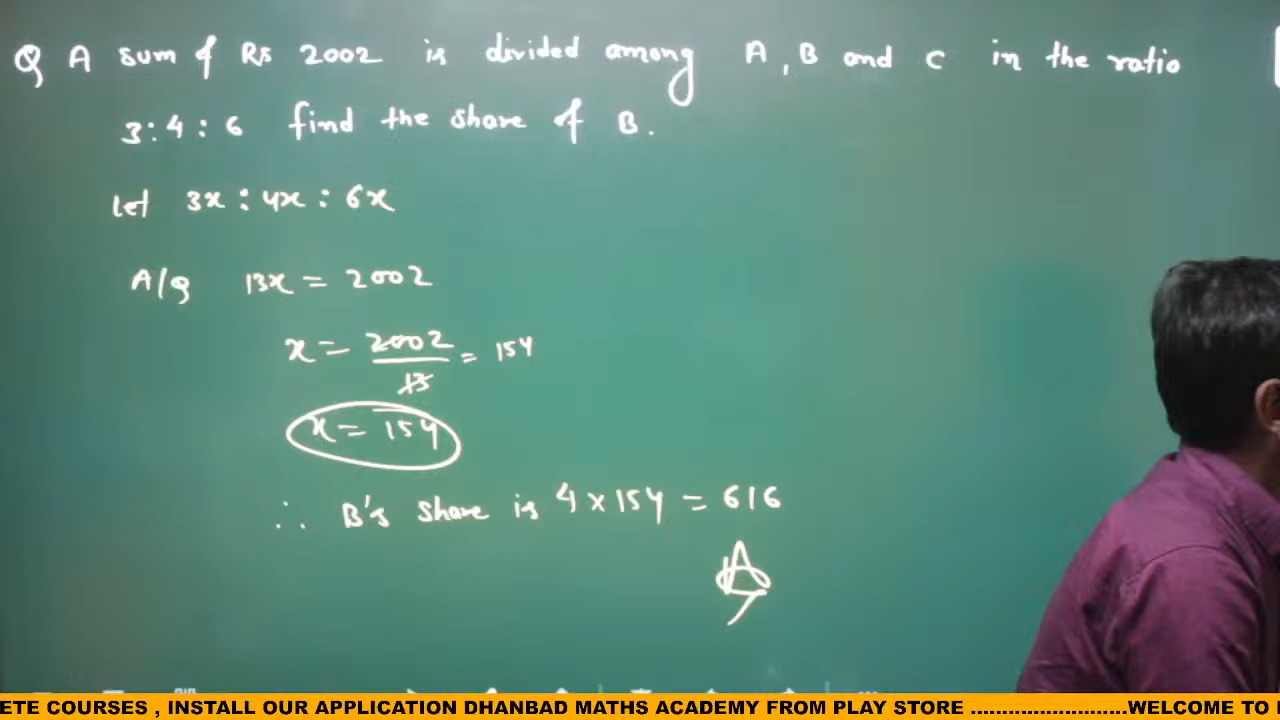 Q A sum of Rs 2002 is divided among A, B and C in the ratio
3:4:6 find the share of B.
Let 3x : 4x : 6x
A/Q 13x = 2002
x = 2002/13 = 154
x = 154
∴ B's share is 4 x 154 = 616
ETE COURSES , INSTALL OUR APPLICATION DHANBAD MATHS ACADEMY FROM PLAY STORE .........................WELCOME TO